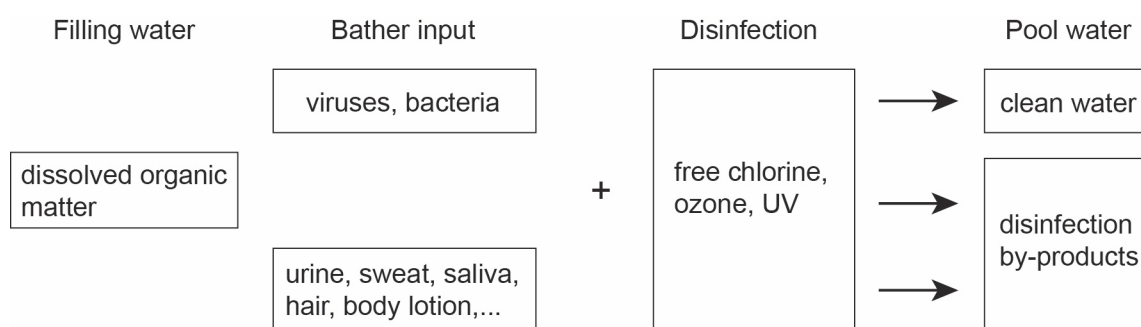 Filling water
Bather input
Disinfection
Pool water
viruses, bacteria
clean water
dissolved organic
matter
+
free chlorine,
ozone, UV
disinfection
by-products
urine, sweat, saliva,
hair, body lotion,...